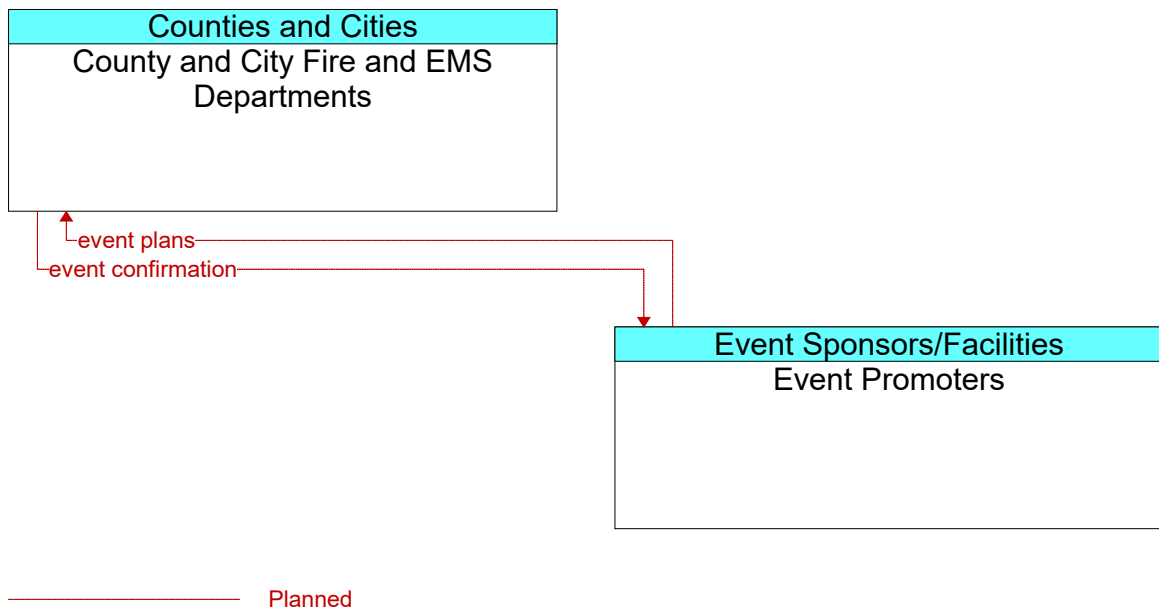 Counties and Cities
County and City Fire and EMS
Departments
event plans
event confirmation
Event Sponsors/Facilities
Event Promoters
Planned